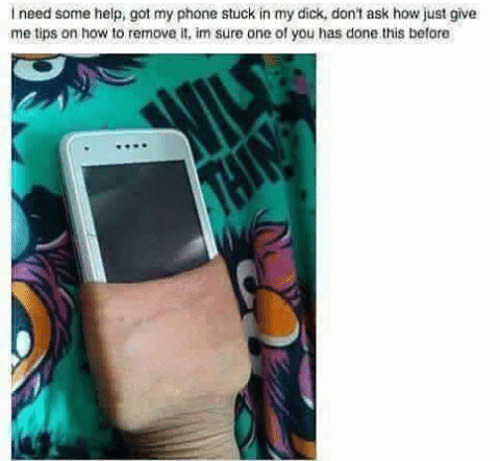 I need some help, got my phone stuck in my dick, don't ask how just give
me tips on how to remove it, im sure one of you has done this before
WILD
THIN